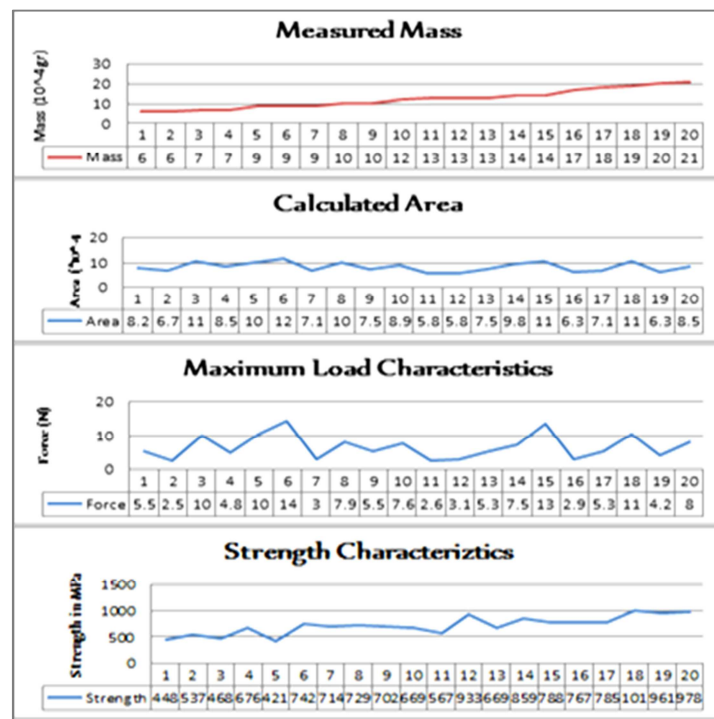 Measured Mass
Mass (10^-4gr)
30
20
10
0
1 2 3 4 5 6 7 8 9 10 11 12 13 14 15 16 17 18 19 20
Mass 6 6 7 7 9 9 9 10 10 12 13 13 13 14 14 17 18 19 20 21
Calculated Area
Area (*10^-4
20
10
0
1 2 3 4 5 6 7 8 9 10 11 12 13 14 15 16 17 18 19 20
Area 8.2 6.7 11 8.5 10 12 7.1 10 7.5 8.9 5.8 5.8 7.5 9.8 11 6.3 7.1 11 6.3 8.5
Maximum Load Characteristics
Force (N)
20
10
0
1 2 3 4 5 6 7 8 9 10 11 12 13 14 15 16 17 18 19 20
Force 5.5 2.5 10 4.8 10 14 3 7.9 5.5 7.6 2.6 3.1 5.3 7.5 13 2.9 5.3 11 4.2 8
Strength Characteriztics
Strength in MPa
1500
1000
500
0
1 2 3 4 5 6 7 8 9 10 11 12 13 14 15 16 17 18 19 20
Strength 448 537 468 676 421 742 714 729 702 669 567 933 669 859 788 767 785 101 961 978